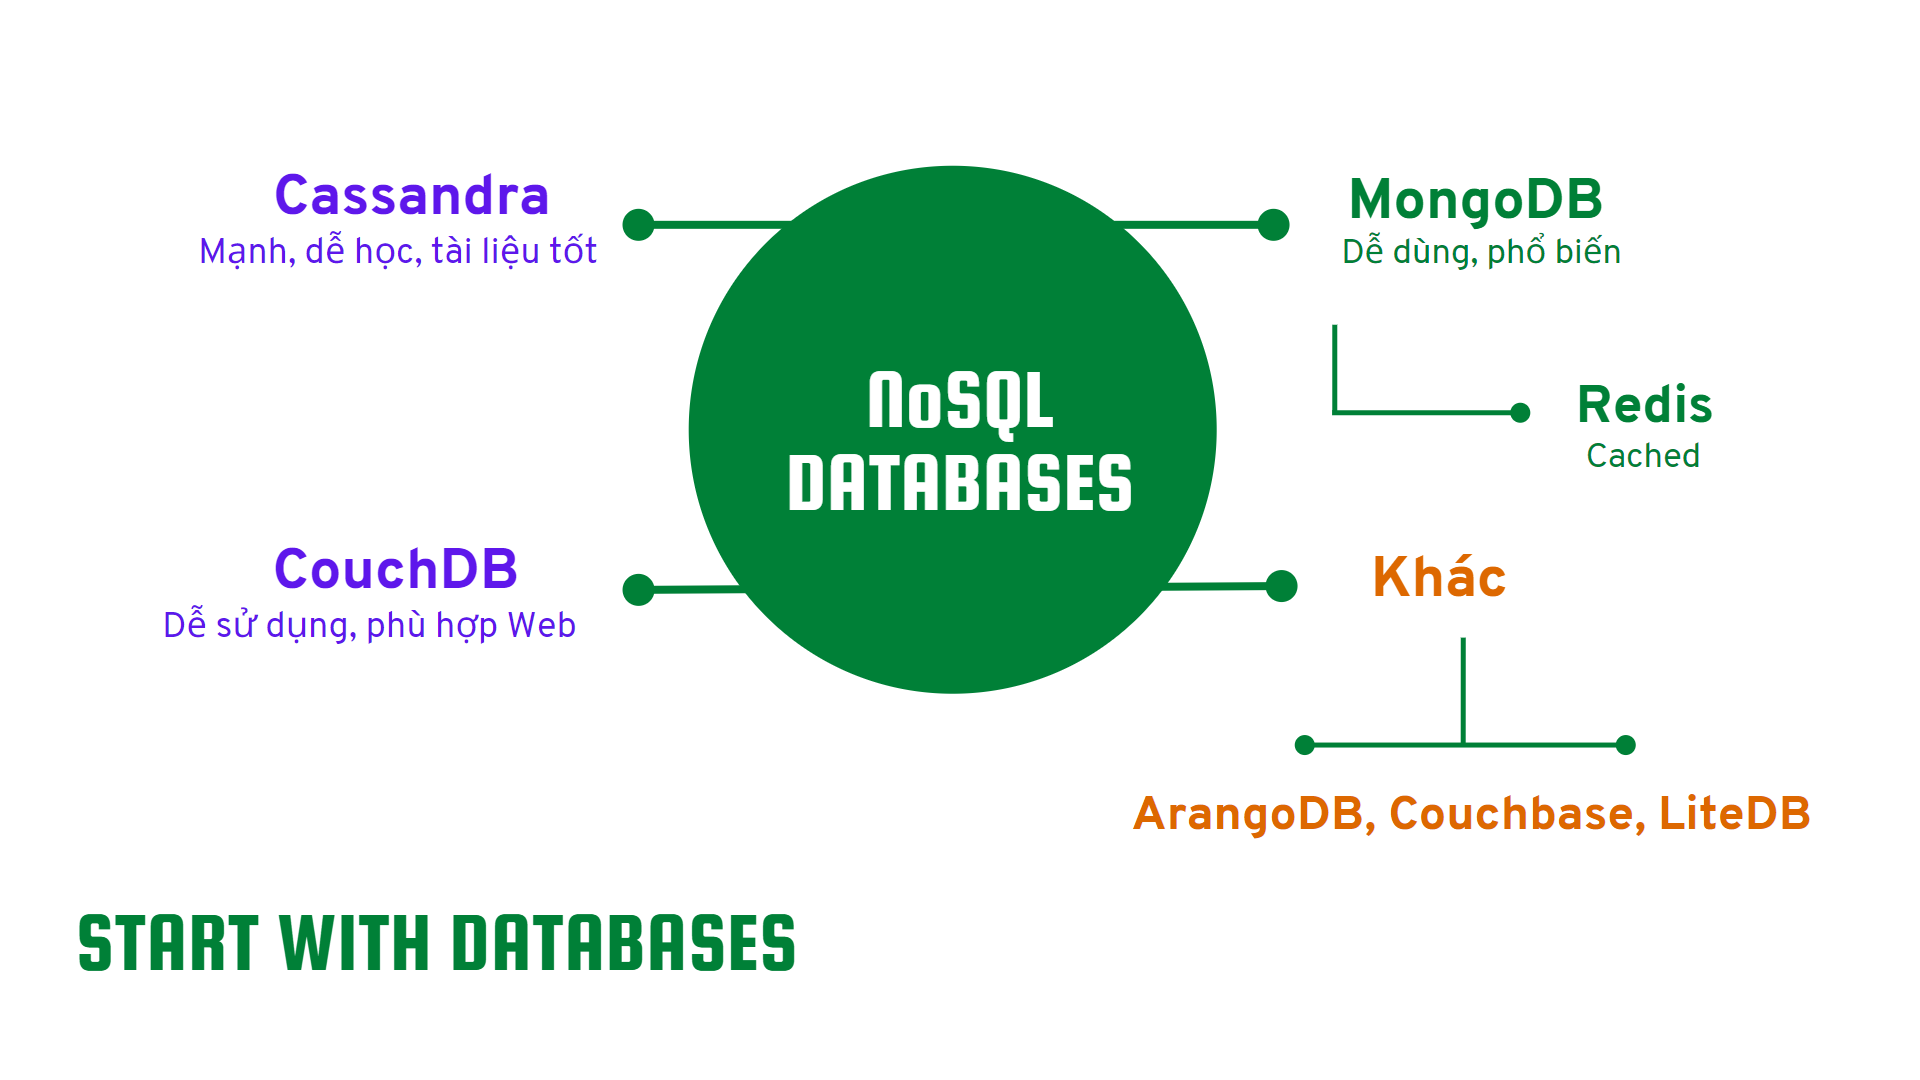 Cassandra
Mạnh, dễ học, tài liệu tốt
MongoDB
Dễ dùng, phổ biến
NoSQL
DATABASES
Redis
Cached
CouchDB
Dễ sử dụng, phù hợp Web
Khác
ArangoDB, Couchbase, LiteDB
START WITH DATABASES